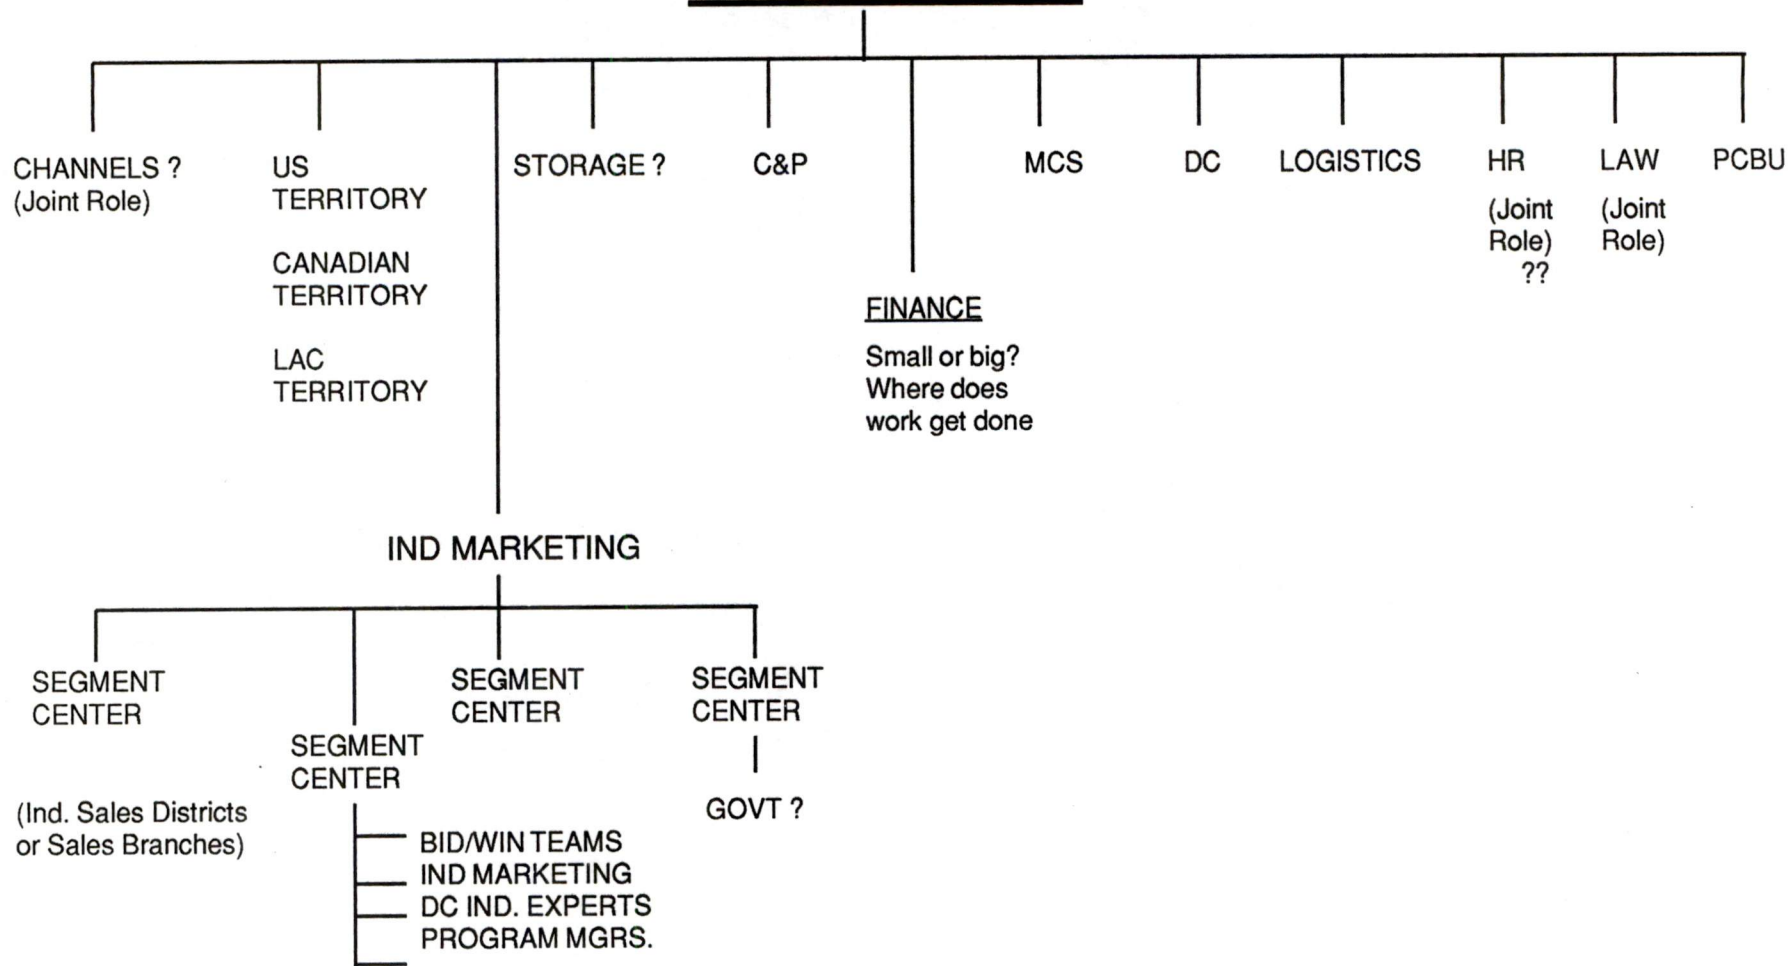 CHANNELS ?
(Joint Role)
US
TERRITORY
CANADIAN
TERRITORY
LAC
TERRITORY
STORAGE ?
C&P
FINANCE
Small or big?
Where does
work get done
MCS
DC
LOGISTICS
HR
(Joint
Role)
??
LAW
(Joint
Role)
PCBU
IND MARKETING
SEGMENT
CENTER
(Ind. Sales Districts
or Sales Branches)
SEGMENT
CENTER
BID/WIN TEAMS
IND MARKETING
DC IND. EXPERTS
PROGRAM MGRS.
SEGMENT
CENTER
SEGMENT
CENTER
GOVT ?